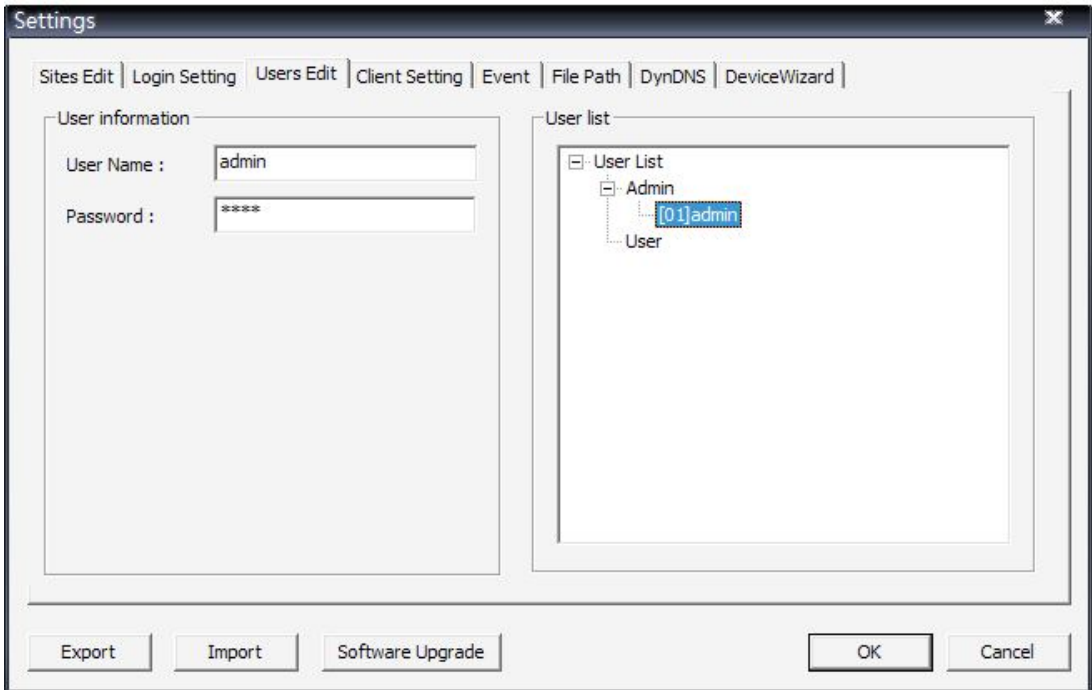 Settings
Sites Edit Login Setting Users Edit Client Setting Event File Path DynDNS DeviceWizard
User information
User Name :
admin
Password :
****
User list
User List
Admin
[01]admin
User
Export Import Software Upgrade OK Cancel